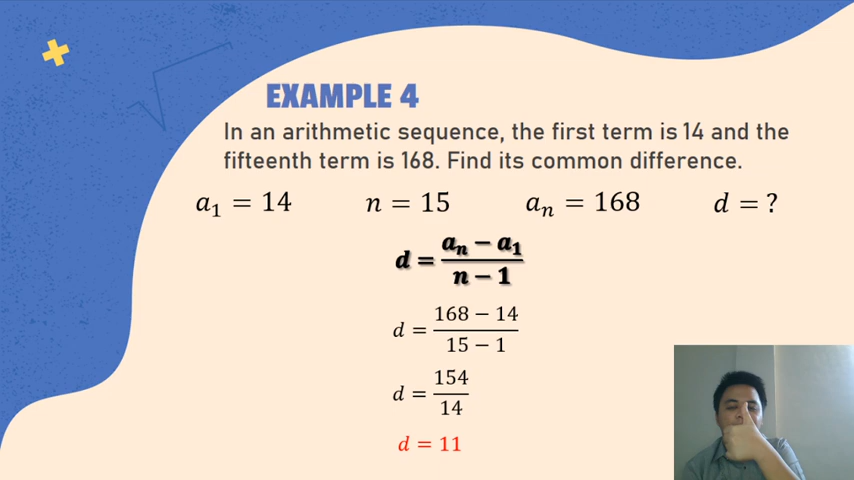 EXAMPLE 4
In an arithmetic sequence, the first term is 14 and the
fifteenth term is 168. Find its common difference.
a₁ = 14 n = 15 aₙ = 168 d = ?
d = (aₙ − a₁)/(n − 1)
d = (168 − 14)/(15 − 1)
d = 154/14
d = 11